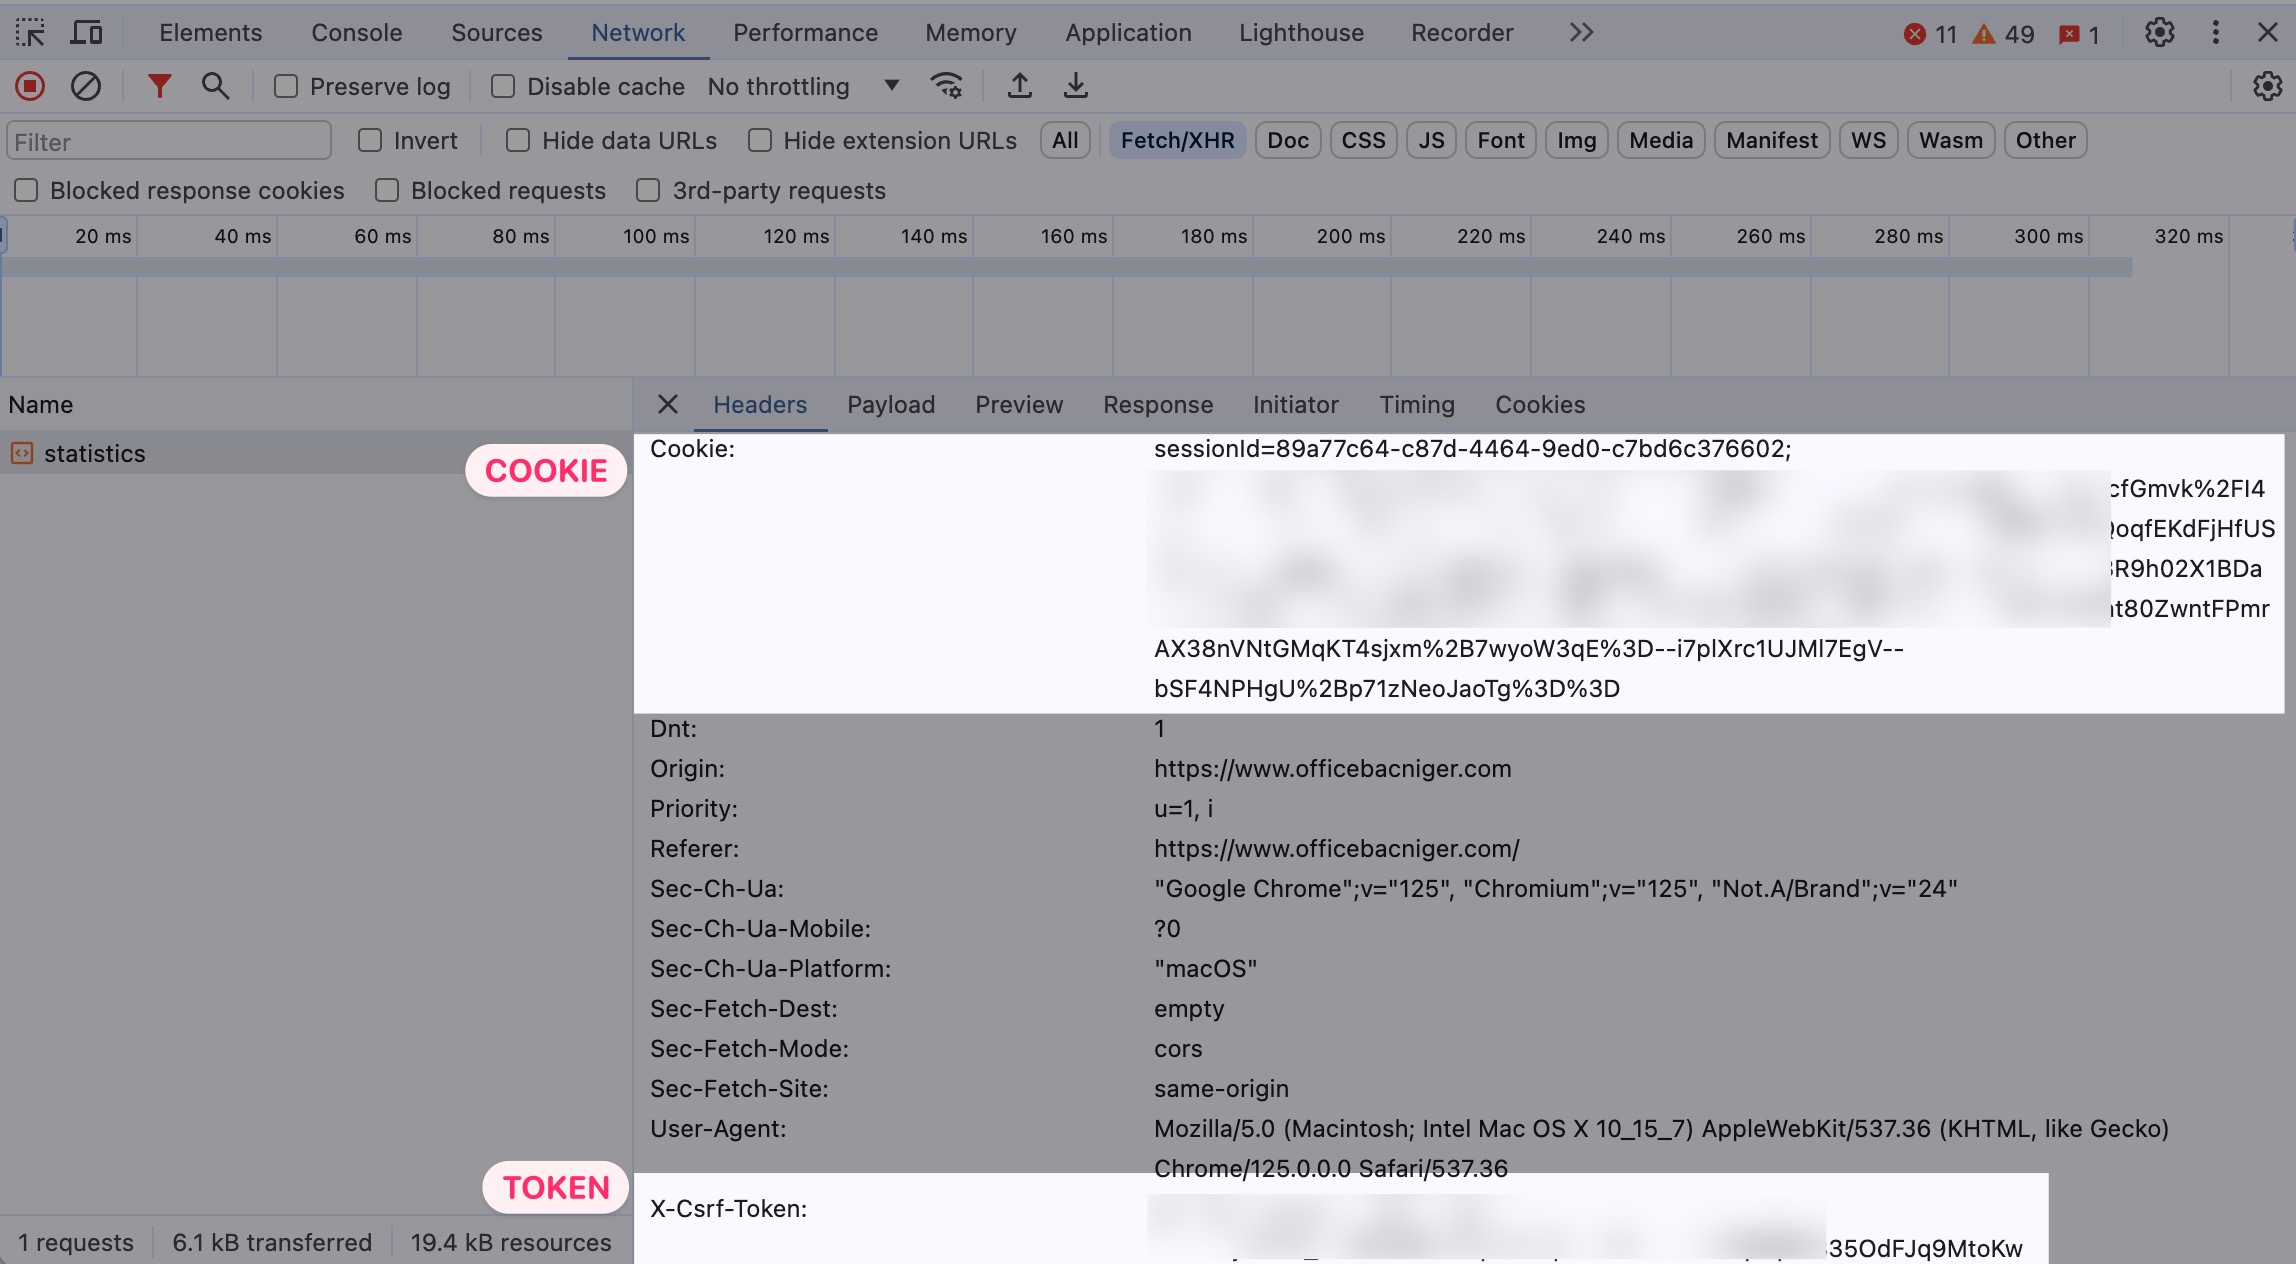 Elements Console Sources Network Performance Memory Application Lighthouse Recorder 11 49 1
Preserve log Disable cache No throttling
Filter Invert Hide data URLs Hide extension URLs All Fetch/XHR Doc CSS JS Font Img Media Manifest WS Wasm Other
Blocked response cookies Blocked requests 3rd-party requests
20 ms 40 ms 60 ms 80 ms 100 ms 120 ms 140 ms 160 ms 180 ms 200 ms 220 ms 240 ms 260 ms 280 ms 300 ms 320 ms
Name
statistics
COOKIE
TOKEN
1 requests 6.1 kB transferred 19.4 kB resources
Headers Payload Preview Response Initiator Timing Cookies
Cookie: sessionId=89a77c64-c87d-4464-9ed0-c7bd6c376602;
cfGmvk%2FI4
oqfEKdFjHfUS
R9h02X1BDa
t80ZwntFPmr
AX38nVNtGMqKT4sjxm%2B7wyoW3qE%3D--i7plXrc1UJMl7EgV--
bSF4NPHgU%2Bp71zNeoJaoTg%3D%3D
Dnt: 1
Origin: https://www.officebacniger.com
Priority: u=1, i
Referer: https://www.officebacniger.com/
Sec-Ch-Ua: "Google Chrome";v="125", "Chromium";v="125", "Not.A/Brand";v="24"
Sec-Ch-Ua-Mobile: ?0
Sec-Ch-Ua-Platform: "macOS"
Sec-Fetch-Dest: empty
Sec-Fetch-Mode: cors
Sec-Fetch-Site: same-origin
User-Agent: Mozilla/5.0 (Macintosh; Intel Mac OS X 10_15_7) AppleWebKit/537.36 (KHTML, like Gecko)
Chrome/125.0.0.0 Safari/537.36
X-Csrf-Token:
35OdFJq9MtoKw